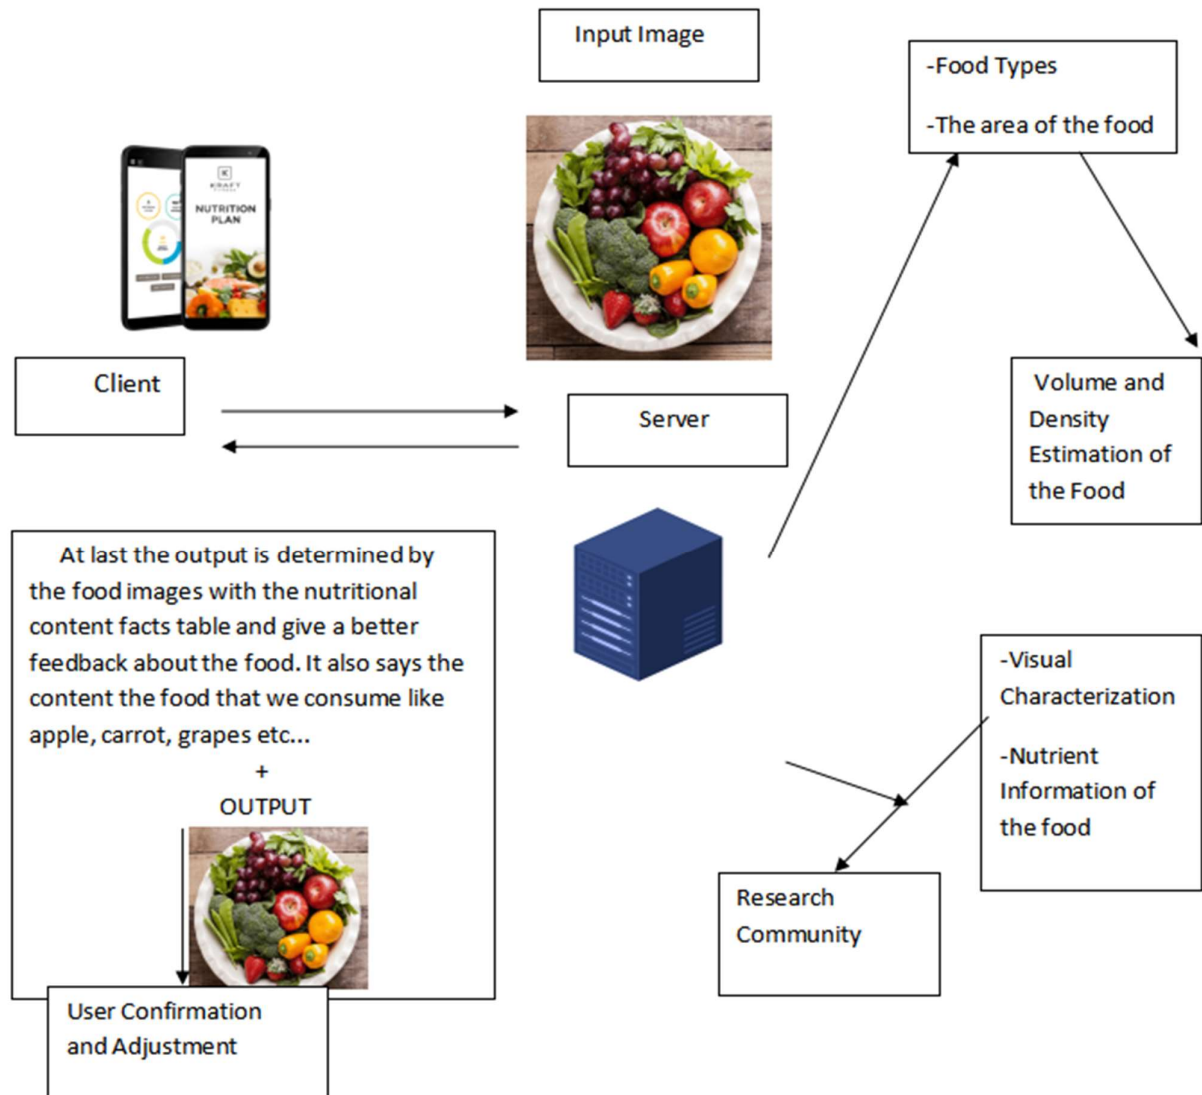 Input Image
-Food Types
-The area of the food
K
KRAFT
FITNESS
NUTRITION
PLAN
Client
Server
Volume and
Density
Estimation of
the Food
At last the output is determined by
the food images with the nutritional
content facts table and give a better
feedback about the food. It also says the
content the food that we consume like
apple, carrot, grapes etc...
+
OUTPUT
User Confirmation
and Adjustment
-Visual
Characterization
-Nutrient
Information of
the food
Research
Community